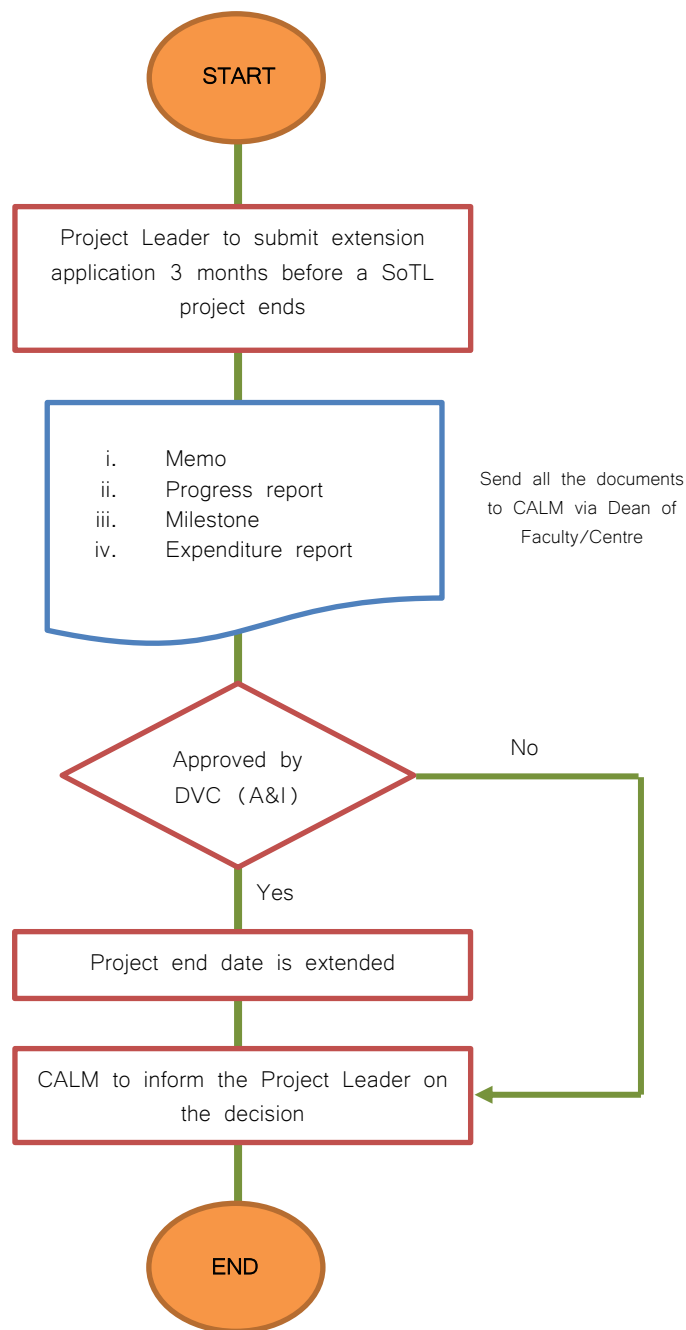 START
Project Leader to submit extension
application 3 months before a SoTL
project ends
i. Memo
ii. Progress report
iii. Milestone
iv. Expenditure report
Send all the documents
to CALM via Dean of
Faculty/Centre
Approved by
DVC (A&I)
No
Yes
Project end date is extended
CALM to inform the Project Leader on
the decision
END